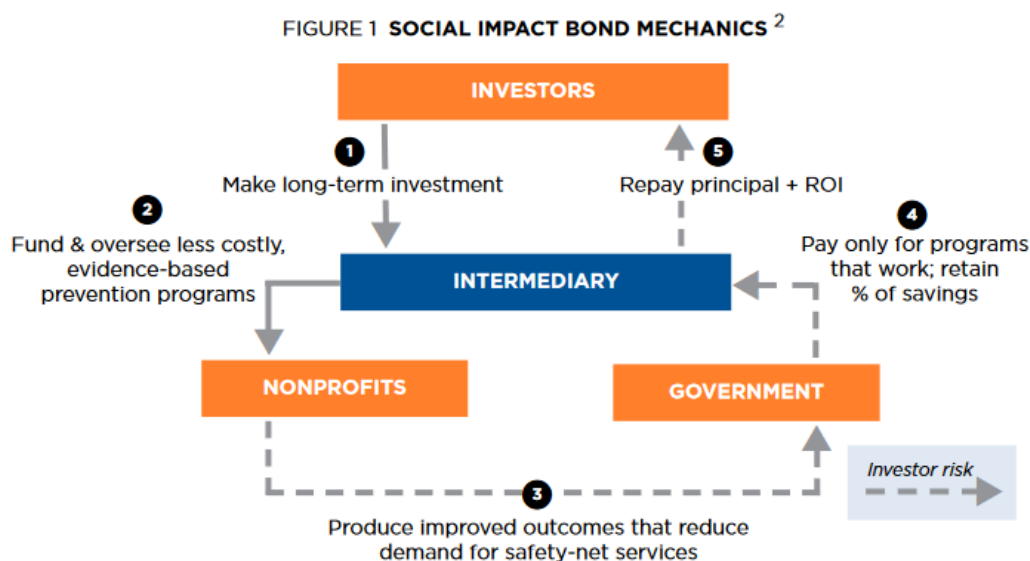 FIGURE 1 SOCIAL IMPACT BOND MECHANICS 2
INVESTORS
1
Make long-term investment
5
Repay principal + ROI
2
Fund & oversee less costly,
evidence-based
prevention programs
4
Pay only for programs
that work; retain
% of savings
INTERMEDIARY
NONPROFITS
GOVERNMENT
Investor risk
3
Produce improved outcomes that reduce
demand for safety-net services